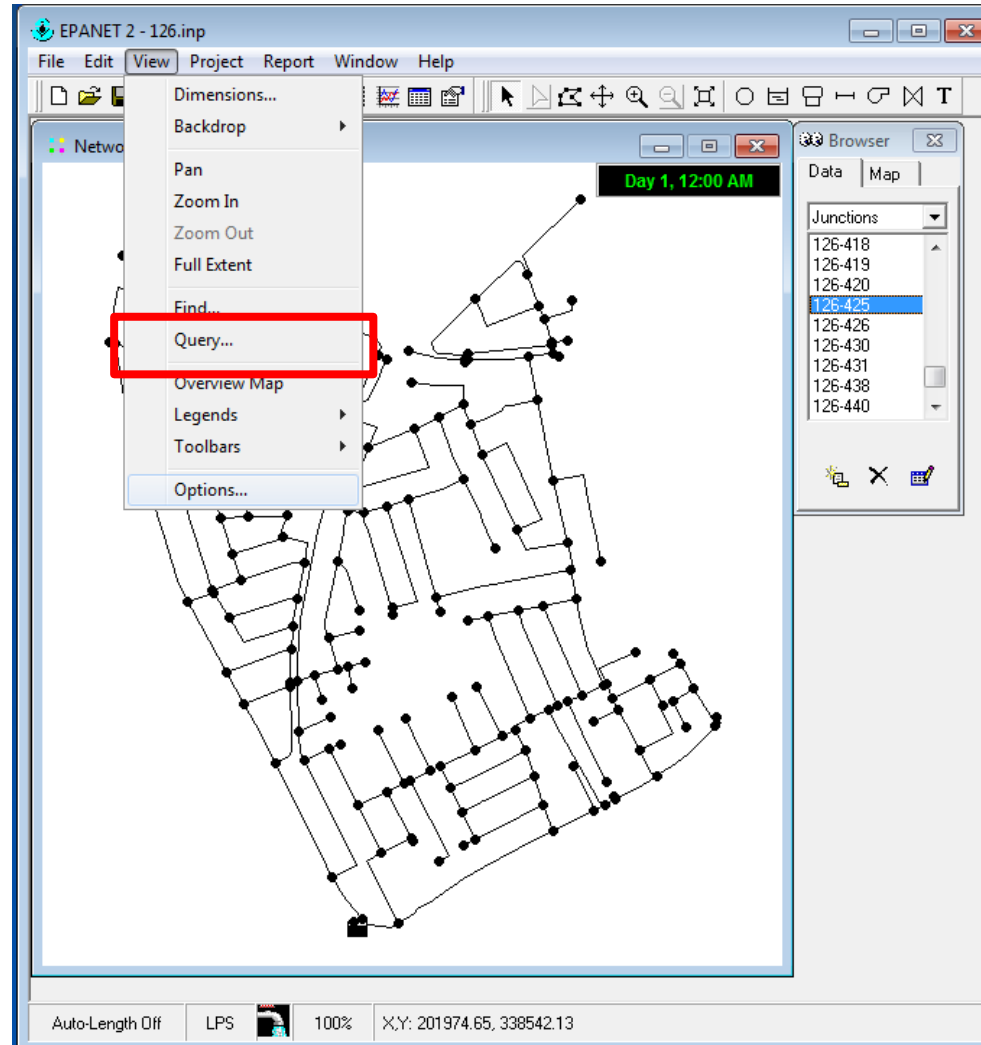 EPANET 2 - 126.inp
File Edit View Project Report Window Help
T
Dimensions...
Backdrop
Pan
Zoom In
Zoom Out
Full Extent
Find...
Query...
Overview Map
Legends
Toolbars
Options...
Netwo
Day 1, 12:00 AM
Browser
Data Map
Junctions
126-418
126-419
126-420
126-425
126-426
126-430
126-431
126-438
126-440
Auto-Length Off LPS 100% X,Y: 201974.65, 338542.13